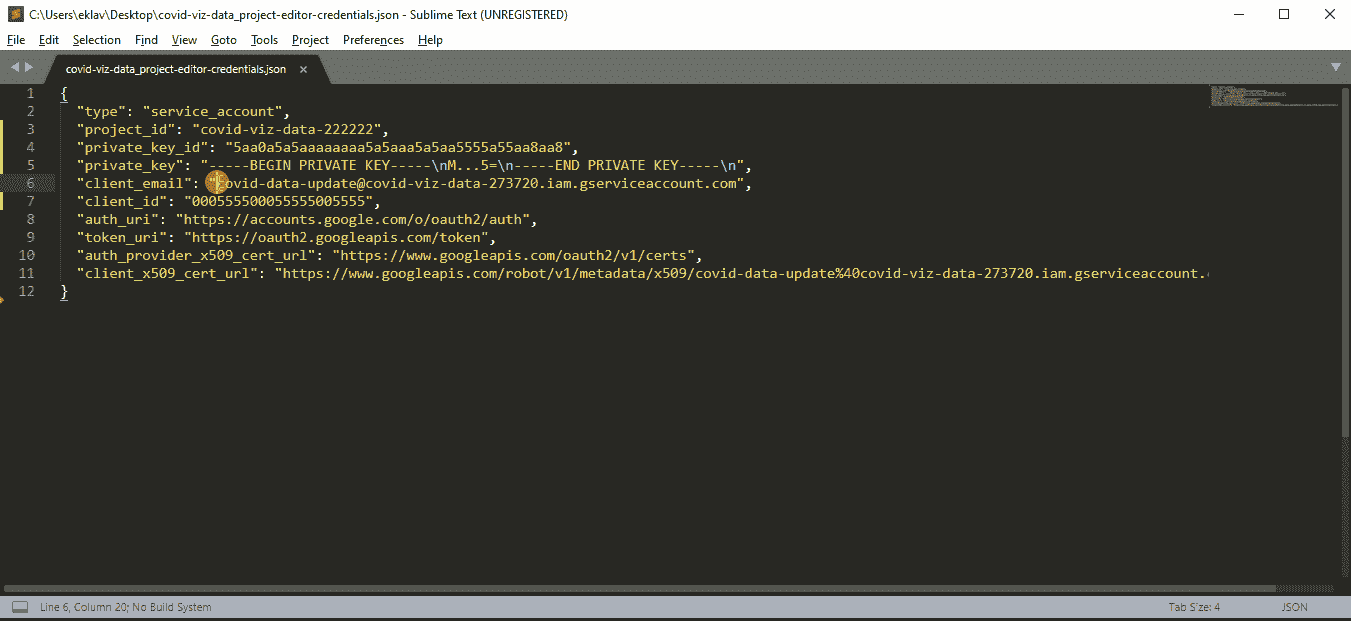 C:\Users\eklav\Desktop\covid-viz-data_project-editor-credentials.json - Sublime Text (UNREGISTERED)
File Edit Selection Find View Goto Tools Project Preferences Help
covid-viz-data_project-editor-credentials.json ×
1 {
2 "type": "service_account",
3 "project_id": "covid-viz-data-222222",
4 "private_key_id": "5aa0a5a5aaaaaaaa5a5aaa5a5aa5555a55aa8aa8",
5 "private_key": "-----BEGIN PRIVATE KEY-----\nM...5=\n-----END PRIVATE KEY-----\n",
6 "client_email": "covid-data-update@covid-viz-data-273720.iam.gserviceaccount.com",
7 "client_id": "000555500055555005555",
8 "auth_uri": "https://accounts.google.com/o/oauth2/auth",
9 "token_uri": "https://oauth2.googleapis.com/token",
10 "auth_provider_x509_cert_url": "https://www.googleapis.com/oauth2/v1/certs",
11 "client_x509_cert_url": "https://www.googleapis.com/robot/v1/metadata/x509/covid-data-update%40covid-viz-data-273720.iam.gserviceaccount.
12 }
Line 6, Column 20; No Build System
Tab Size: 4
JSON